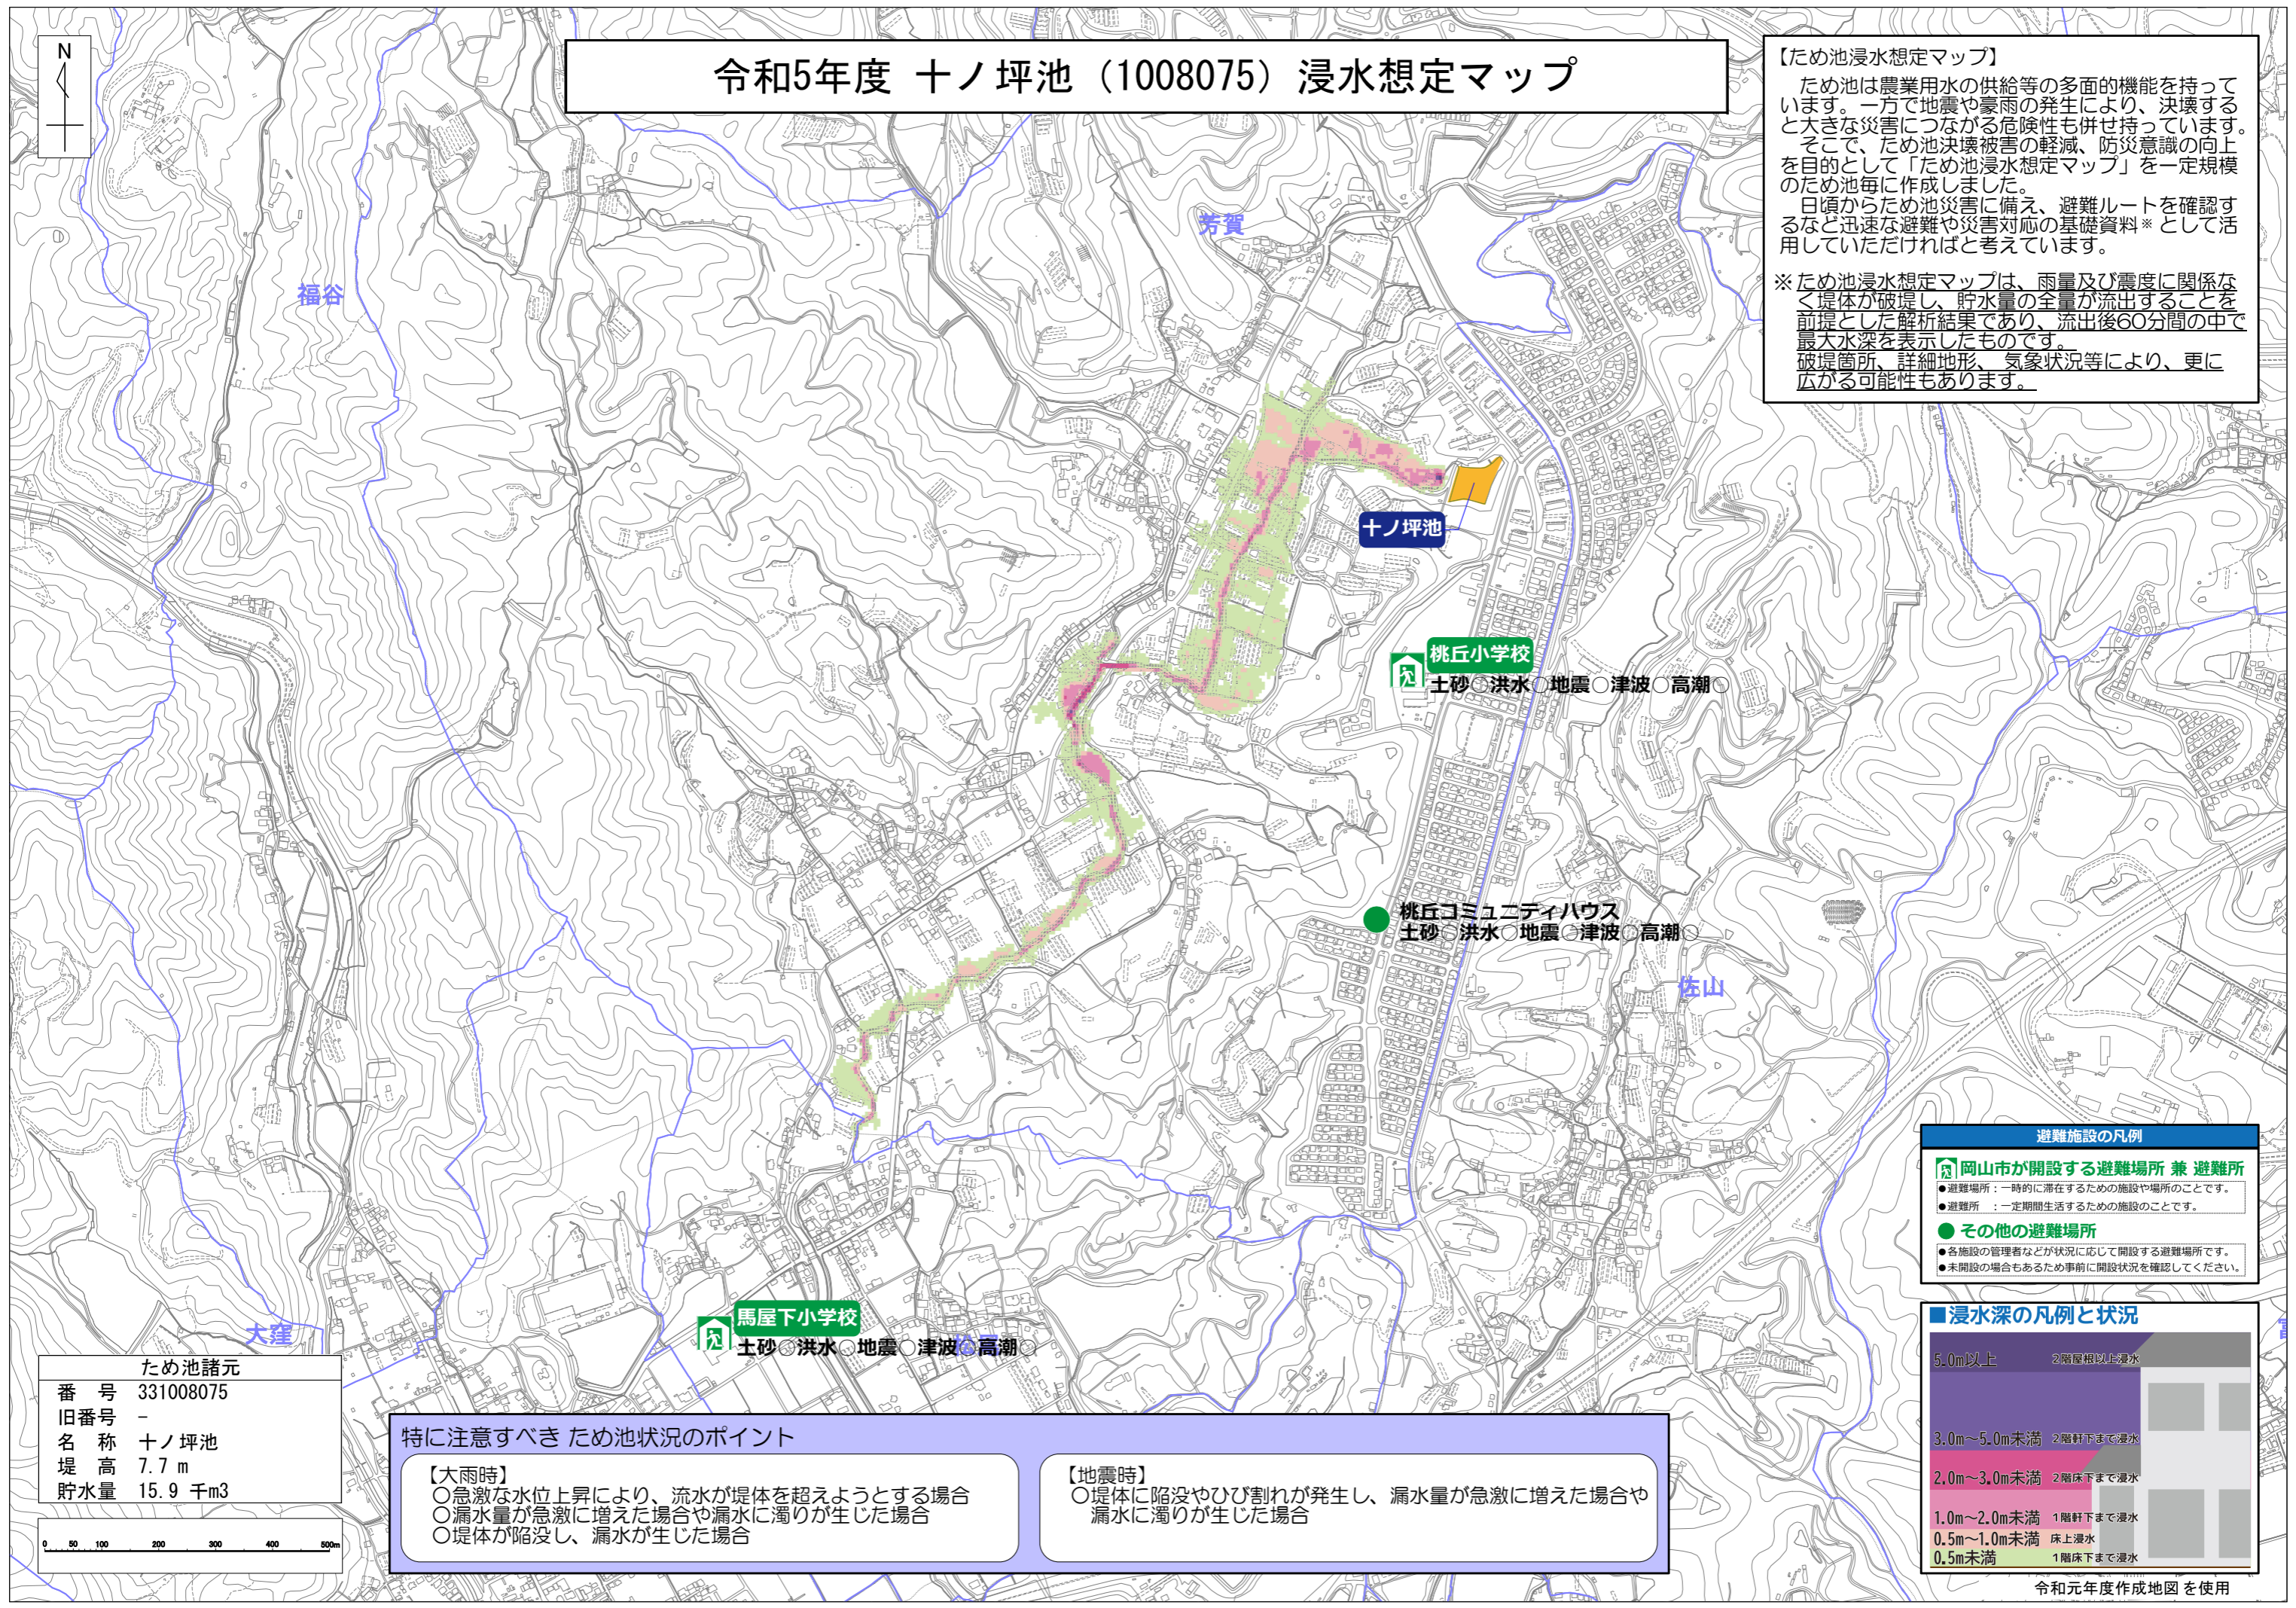 N
令和5年度 十ノ坪池（1008075）浸水想定マップ
【ため池浸水想定マップ】
ため池は農業用水の供給等の多面的機能を持って
います。一方で地震や豪雨の発生により、決壊する
と大きな災害につながる危険性も併せ持っています。
そこで、ため池決壊被害の軽減、防災意識の向上
を目的として「ため池浸水想定マップ」を一定規模
のため池毎に作成しました。
日頃からため池災害に備え、避難ルートを確認す
るなど迅速な避難や災害対応の基礎資料※として活
用していただければと考えています。
※ため池浸水想定マップは、雨量及び震度に関係な
く堤体が破堤し、貯水量の全量が流出することを
前提とした解析結果であり、流出後60分間の中で
最大水深を表示したものです。
破堤箇所、詳細地形、気象状況等により、更に
広がる可能性もあります。
芳賀
福谷
十ノ坪池
桃丘小学校
土砂○洪水○地震○津波○高潮○
桃丘コミュニティハウス
土砂○洪水○地震○津波○高潮○
佐山
大窪
馬屋下小学校
土砂○洪水○地震○津波○高潮○
避難施設の凡例
岡山市が開設する避難場所 兼 避難所
●避難場所：一時的に滞在するための施設や場所のことです。
●避難所　：一定期間生活するための施設のことです。
● その他の避難場所
●各施設の管理者などが状況に応じて開設する避難場所です。
●未開設の場合もあるため事前に開設状況を確認してください。
■浸水深の凡例と状況
5.0m以上 2階屋根以上浸水
3.0m～5.0m未満 2階軒下まで浸水
2.0m～3.0m未満 2階床下まで浸水
1.0m～2.0m未満 1階軒下まで浸水
0.5m～1.0m未満 床上浸水
0.5m未満 1階床下まで浸水
令和元年度作成地図を使用
ため池諸元
番 号 331008075
旧番号 -
名 称 十ノ坪池
堤 高 7.7 m
貯水量 15.9 千m3
0 50 100 200 300 400 500m
特に注意すべき ため池状況のポイント
【大雨時】
○急激な水位上昇により、流水が堤体を超えようとする場合
○漏水量が急激に増えた場合や漏水に濁りが生じた場合
○堤体が陥没し、漏水が生じた場合
【地震時】
○堤体に陥没やひび割れが発生し、漏水量が急激に増えた場合や
漏水に濁りが生じた場合